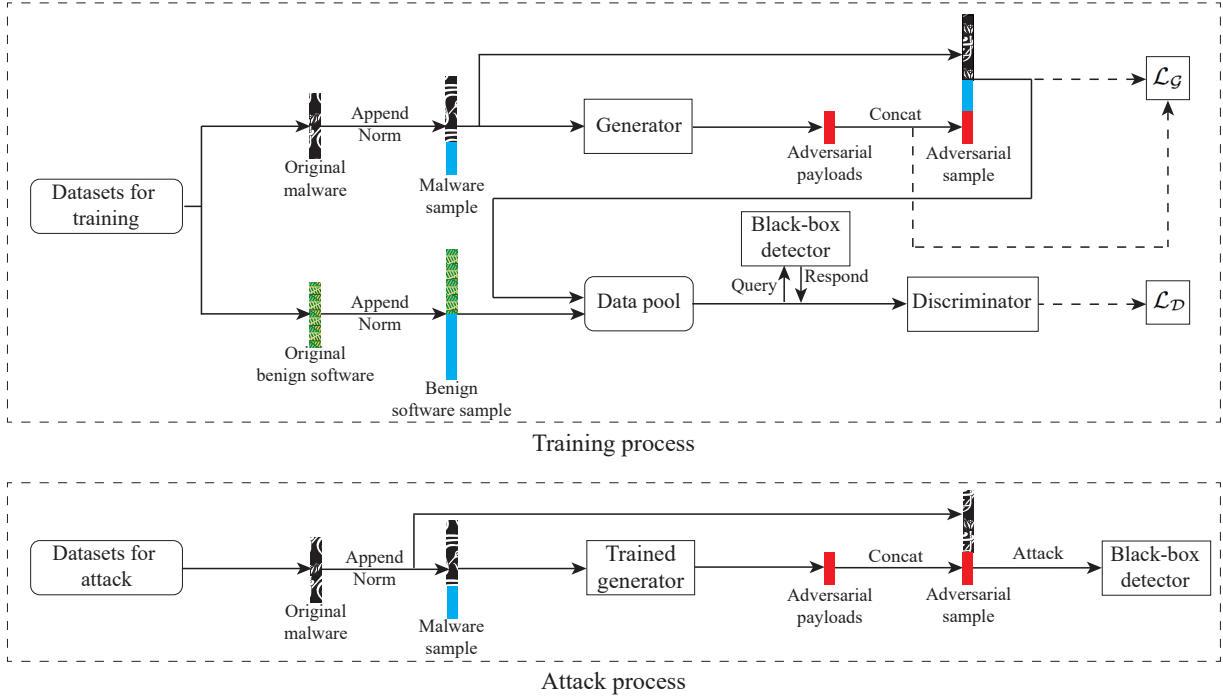 Datasets for
training
Original
malware
Append
Norm
Malware
sample
Generator
Adversarial
payloads
Concat
Adversarial
sample
ℒ𝒢
Original
benign software
Append
Norm
Benign
software sample
Data pool
Black-box
detector
Query
Respond
Discriminator
ℒ𝒟
Training process
Datasets for
attack
Original
malware
Append
Norm
Malware
sample
Trained
generator
Adversarial
payloads
Concat
Adversarial
sample
Attack
Black-box
detector
Attack process